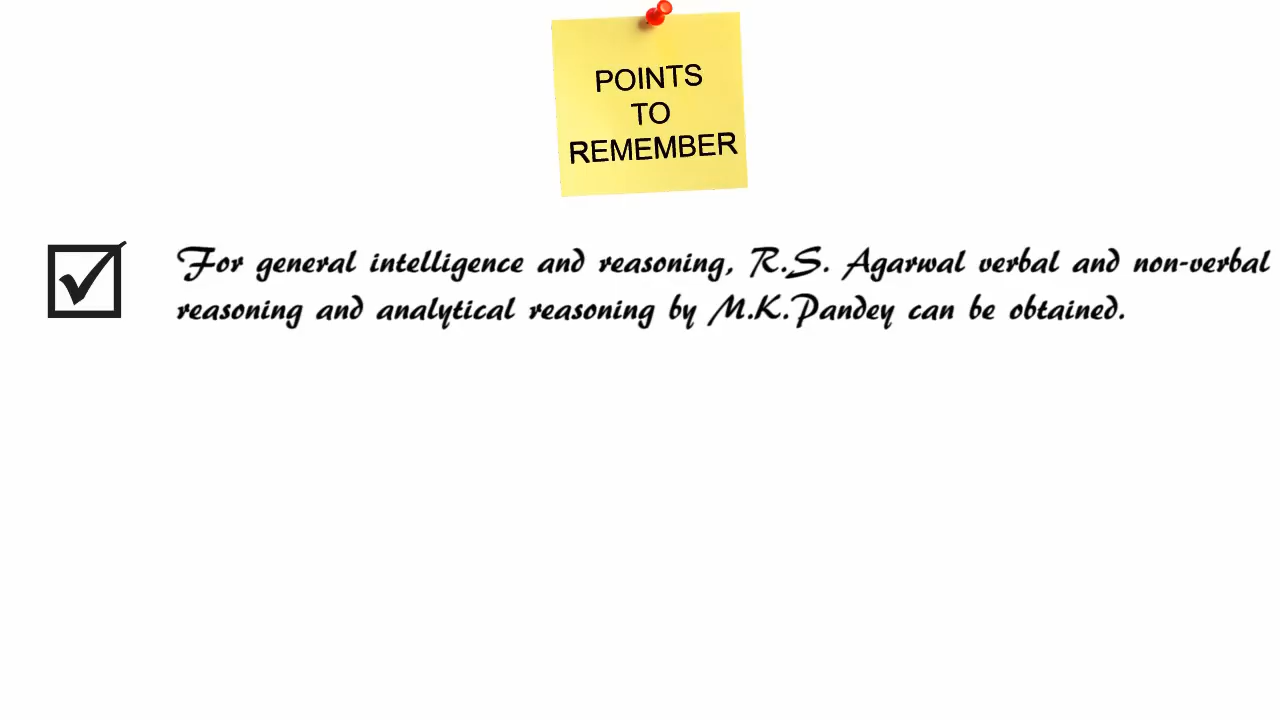 POINTS
TO
REMEMBER
For general intelligence and reasoning, R.S. Agarwal verbal and non-verbal
reasoning and analytical reasoning by M.K.Pandey can be obtained.